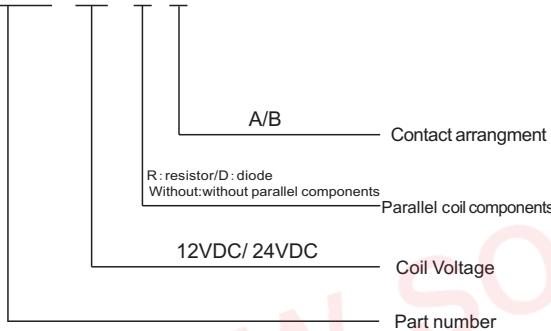 A/B
Contact arrangment
R:resistor/D:diode
Without:without parallel components
Parallel coil components
12VDC/ 24VDC
Coil Voltage
Part number